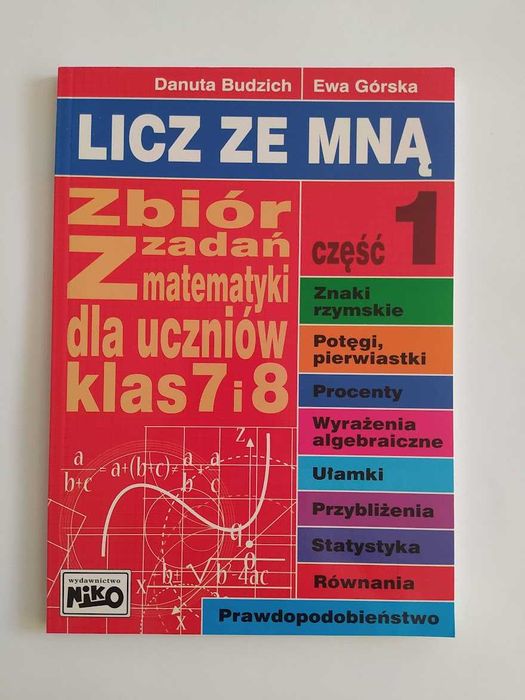 Danuta Budzich | Ewa Górska
LICZ ZE MNĄ
Zbiór
zadań
z matematyki
dla uczniów
klas 7 i 8
część 1
Znaki
rzymskie
Potęgi,
pierwiastki
Procenty
Wyrażenia
algebraiczne
Ułamki
Przybliżenia
Statystyka
Równania
Prawdopodobieństwo
wydawnictwo
NiKO